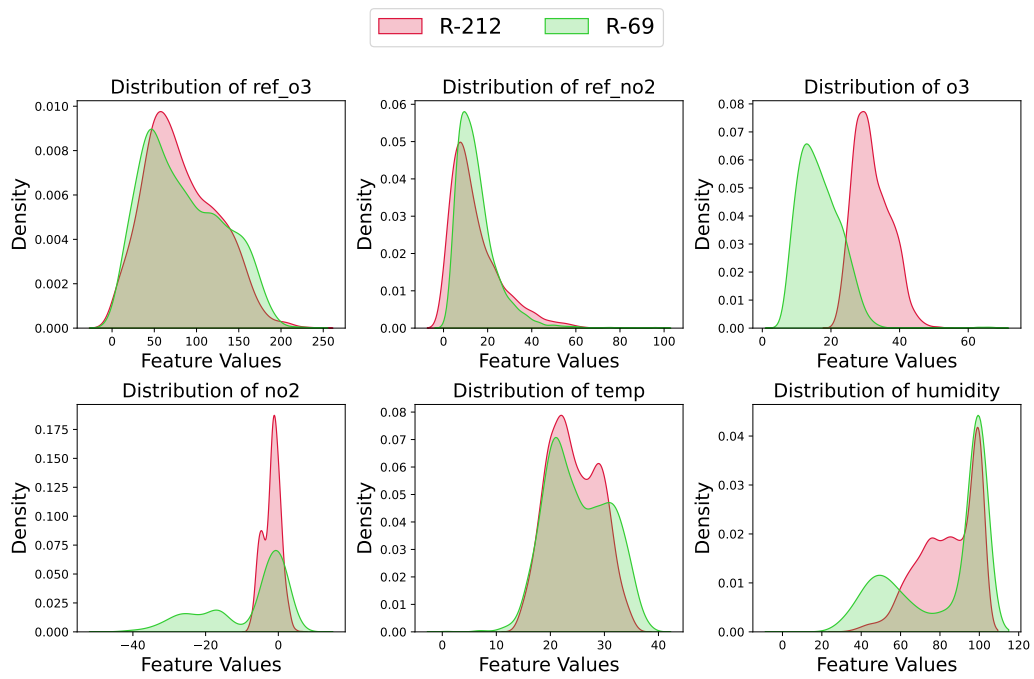 R-212 R-69
Distribution of ref_o3
Density
0.010
0.008
0.006
0.004
0.002
0.000
0 50 100 150 200 250
Feature Values
Distribution of ref_no2
Density
0.06
0.05
0.04
0.03
0.02
0.01
0.00
0 20 40 60 80 100
Feature Values
Distribution of o3
Density
0.08
0.07
0.06
0.05
0.04
0.03
0.02
0.01
0.00
0 20 40 60
Feature Values
Distribution of no2
Density
0.175
0.150
0.125
0.100
0.075
0.050
0.025
0.000
−40 −20 0
Feature Values
Distribution of temp
Density
0.08
0.07
0.06
0.05
0.04
0.03
0.02
0.01
0.00
0 10 20 30 40
Feature Values
Distribution of humidity
Density
0.04
0.03
0.02
0.01
0.00
0 20 40 60 80 100 120
Feature Values